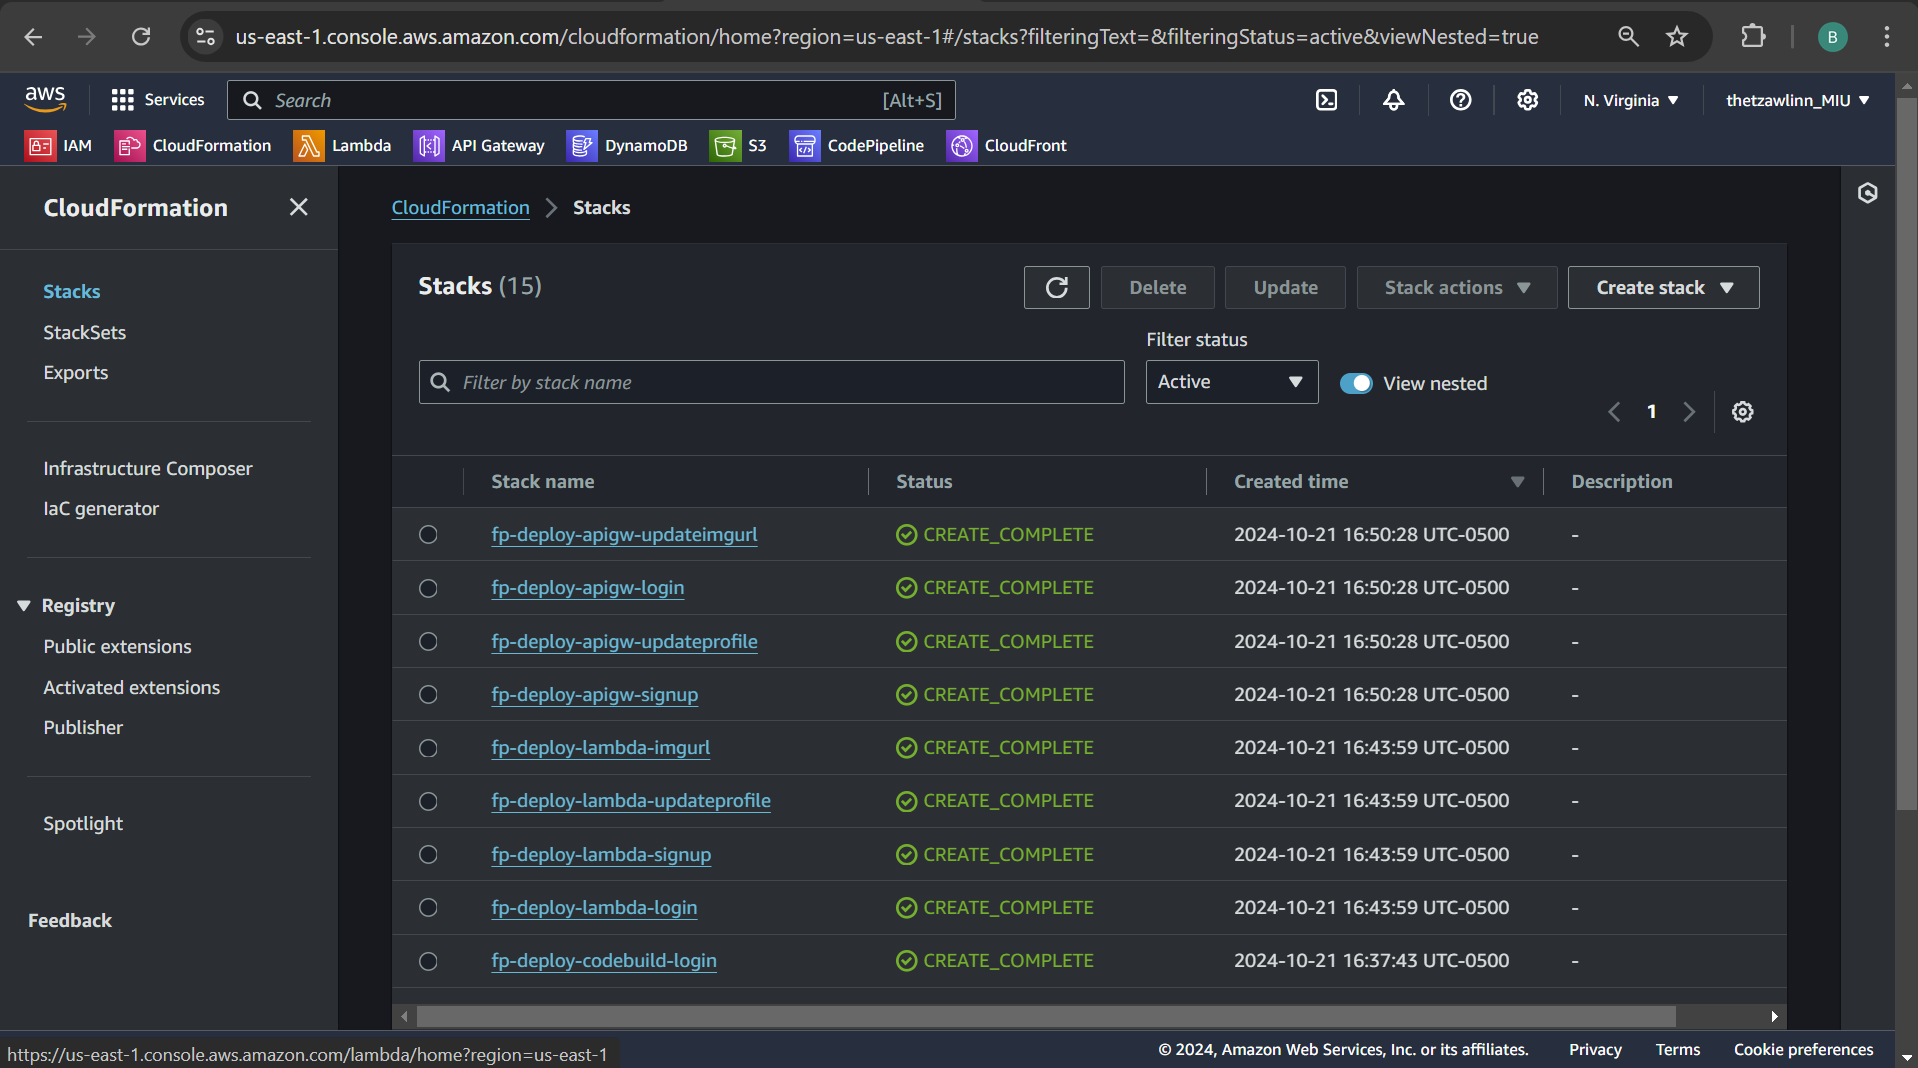 us-east-1.console.aws.amazon.com/cloudformation/home?region=us-east-1#/stacks?filteringText=&filteringStatus=active&viewNested=true
B
aws
Services
Search
[Alt+S]
N. Virginia
thetzawlinn_MIU
IAM
CloudFormation
Lambda
API Gateway
DynamoDB
S3
CodePipeline
CloudFront
CloudFormation
Stacks
StackSets
Exports
Infrastructure Composer
IaC generator
Registry
Public extensions
Activated extensions
Publisher
Spotlight
Feedback
CloudFormation > Stacks
Stacks (15)
Delete
Update
Stack actions
Create stack
Filter by stack name
Filter status
Active
View nested
1
Stack name Status Created time Description
fp-deploy-apigw-updateimgurl CREATE_COMPLETE 2024-10-21 16:50:28 UTC-0500 -
fp-deploy-apigw-login CREATE_COMPLETE 2024-10-21 16:50:28 UTC-0500 -
fp-deploy-apigw-updateprofile CREATE_COMPLETE 2024-10-21 16:50:28 UTC-0500 -
fp-deploy-apigw-signup CREATE_COMPLETE 2024-10-21 16:50:28 UTC-0500 -
fp-deploy-lambda-imgurl CREATE_COMPLETE 2024-10-21 16:43:59 UTC-0500 -
fp-deploy-lambda-updateprofile CREATE_COMPLETE 2024-10-21 16:43:59 UTC-0500 -
fp-deploy-lambda-signup CREATE_COMPLETE 2024-10-21 16:43:59 UTC-0500 -
fp-deploy-lambda-login CREATE_COMPLETE 2024-10-21 16:43:59 UTC-0500 -
fp-deploy-codebuild-login CREATE_COMPLETE 2024-10-21 16:37:43 UTC-0500 -
https://us-east-1.console.aws.amazon.com/lambda/home?region=us-east-1
© 2024, Amazon Web Services, Inc. or its affiliates.
Privacy
Terms
Cookie preferences